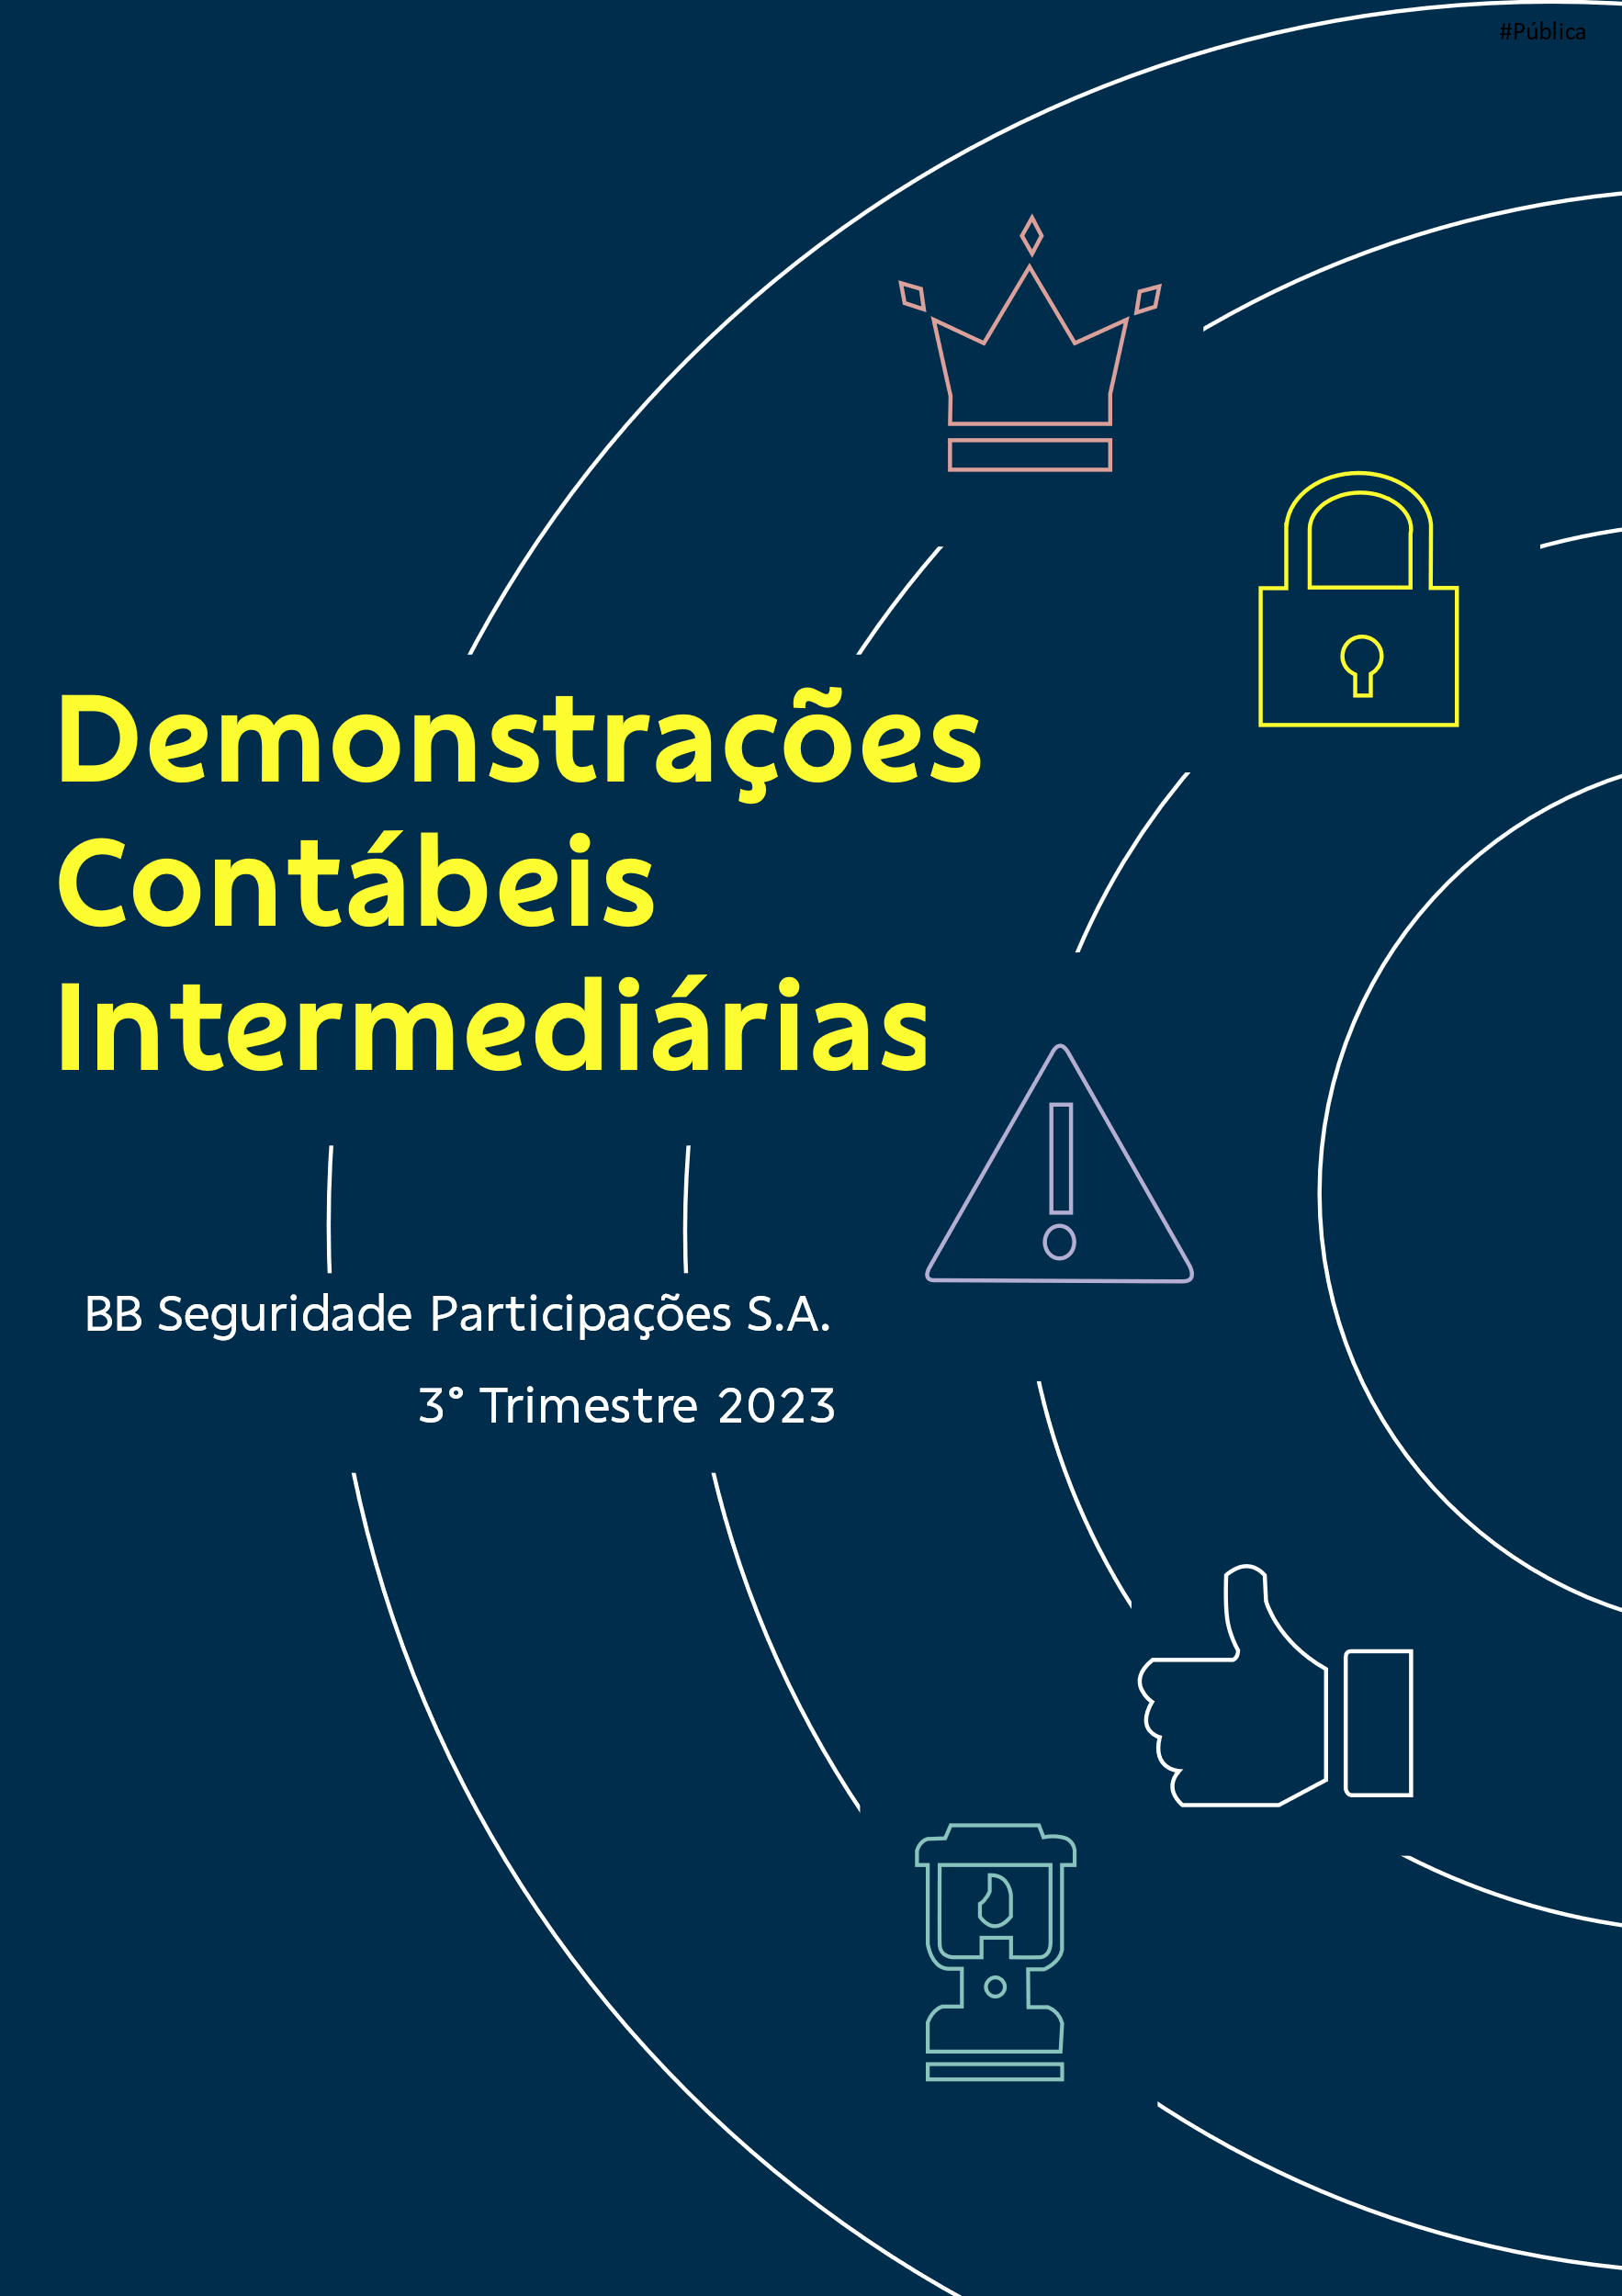 #Pública
Demonstrações
Contábeis
Intermediárias
BB Seguridade Participações S.A.
3° Trimestre 2023